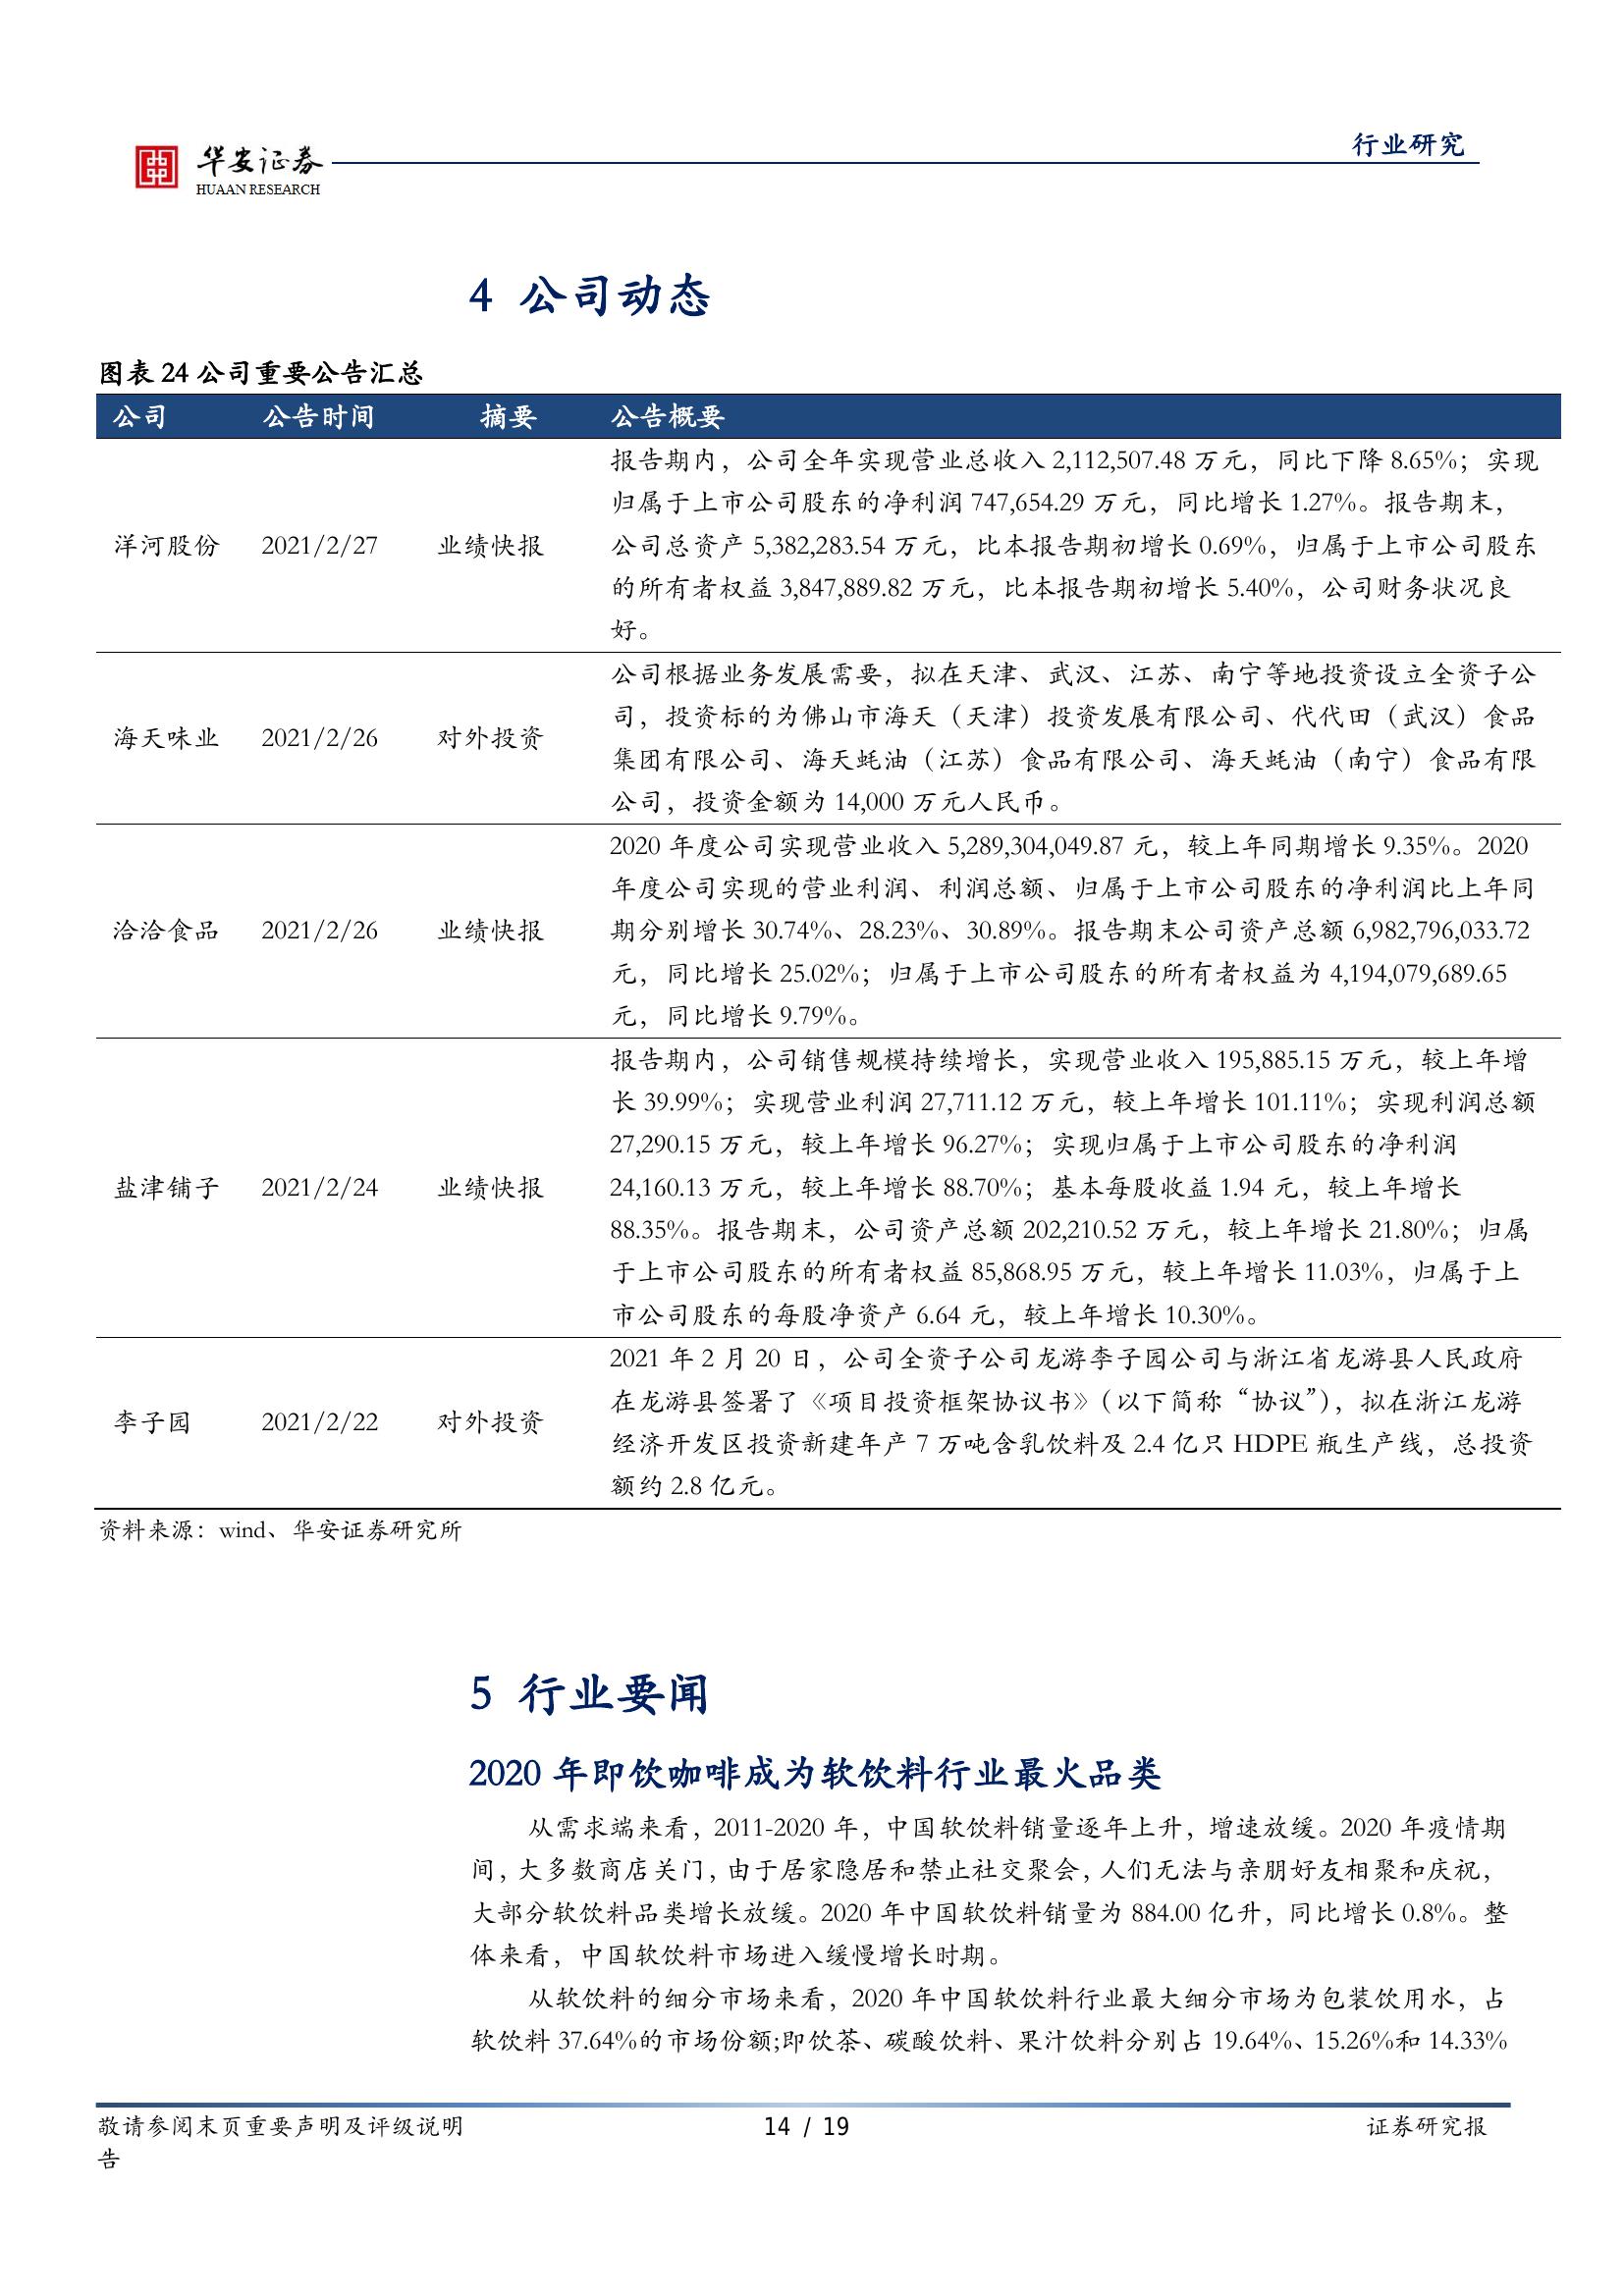 华安证券
HUAAN RESEARCH
行业研究
4 公司动态
图表 24 公司重要公告汇总
公司 公告时间 摘要 公告概要
洋河股份 2021/2/27 业绩快报
报告期内，公司全年实现营业总收入 2,112,507.48 万元，同比下降 8.65%；实现
归属于上市公司股东的净利润 747,654.29 万元，同比增长 1.27%。报告期末，
公司总资产 5,382,283.54 万元，比本报告期初增长 0.69%，归属于上市公司股东
的所有者权益 3,847,889.82 万元，比本报告期初增长 5.40%，公司财务状况良
好。
海天味业 2021/2/26 对外投资
公司根据业务发展需要，拟在天津、武汉、江苏、南宁等地投资设立全资子公
司，投资标的为佛山市海天（天津）投资发展有限公司、代代田（武汉）食品
集团有限公司、海天蚝油（江苏）食品有限公司、海天蚝油（南宁）食品有限
公司，投资金额为 14,000 万元人民币。
洽洽食品 2021/2/26 业绩快报
2020 年度公司实现营业收入 5,289,304,049.87 元，较上年同期增长 9.35%。2020
年度公司实现的营业利润、利润总额、归属于上市公司股东的净利润比上年同
期分别增长 30.74%、28.23%、30.89%。报告期末公司资产总额 6,982,796,033.72
元，同比增长 25.02%；归属于上市公司股东的所有者权益为 4,194,079,689.65
元，同比增长 9.79%。
盐津铺子 2021/2/24 业绩快报
报告期内，公司销售规模持续增长，实现营业收入 195,885.15 万元，较上年增
长 39.99%；实现营业利润 27,711.12 万元，较上年增长 101.11%；实现利润总额
27,290.15 万元，较上年增长 96.27%；实现归属于上市公司股东的净利润
24,160.13 万元，较上年增长 88.70%；基本每股收益 1.94 元，较上年增长
88.35%。报告期末，公司资产总额 202,210.52 万元，较上年增长 21.80%；归属
于上市公司股东的所有者权益 85,868.95 万元，较上年增长 11.03%，归属于上
市公司股东的每股净资产 6.64 元，较上年增长 10.30%。
李子园 2021/2/22 对外投资
2021 年 2 月 20 日，公司全资子公司龙游李子园公司与浙江省龙游县人民政府
在龙游县签署了《项目投资框架协议书》（以下简称“协议”），拟在浙江龙游
经济开发区投资新建年产 7 万吨含乳饮料及 2.4 亿只 HDPE 瓶生产线，总投资
额约 2.8 亿元。
资料来源：wind、华安证券研究所
5 行业要闻
2020 年即饮咖啡成为软饮料行业最火品类
从需求端来看，2011-2020 年，中国软饮料销量逐年上升，增速放缓。2020 年疫情期
间，大多数商店关门，由于居家隐居和禁止社交聚会，人们无法与亲朋好友相聚和庆祝，
大部分软饮料品类增长放缓。2020 年中国软饮料销量为 884.00 亿升，同比增长 0.8%。整
体来看，中国软饮料市场进入缓慢增长时期。
从软饮料的细分市场来看，2020 年中国软饮料行业最大细分市场为包装饮用水，占
软饮料 37.64%的市场份额;即饮茶、碳酸饮料、果汁饮料分别占 19.64%、15.26%和 14.33%
敬请参阅末页重要声明及评级说明 14 / 19 证券研究报
告